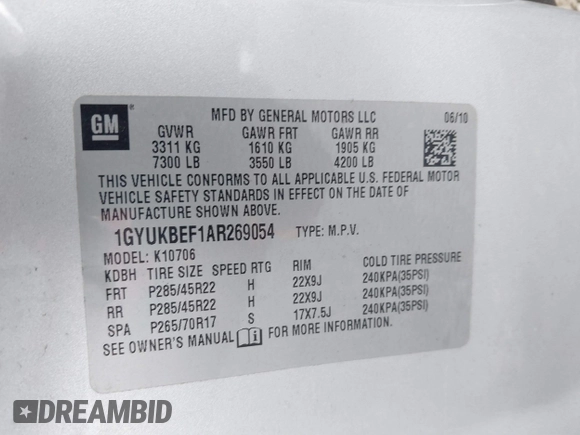 GM
®
MFD BY GENERAL MOTORS LLC 06/10
GVWR GAWR FRT GAWR RR
3311 KG 1610 KG 1905 KG
7300 LB 3550 LB 4200 LB
THIS VEHICLE CONFORMS TO ALL APPLICABLE U.S. FEDERAL MOTOR
VEHICLE SAFETY STANDARDS IN EFFECT ON THE DATE OF
MANUFACTURE SHOWN ABOVE.
1GYUKBEF1AR269054 TYPE: M.P.V.
MODEL: K10706
KDBH TIRE SIZE SPEED RTG RIM COLD TIRE PRESSURE
FRT P285/45R22 H 22X9J 240KPA(35PSI)
RR P285/45R22 H 22X9J 240KPA(35PSI)
SPA P265/70R17 S 17X7.5J 240KPA(35PSI)
SEE OWNER'S MANUAL FOR MORE INFORMATION.
DREAMBID